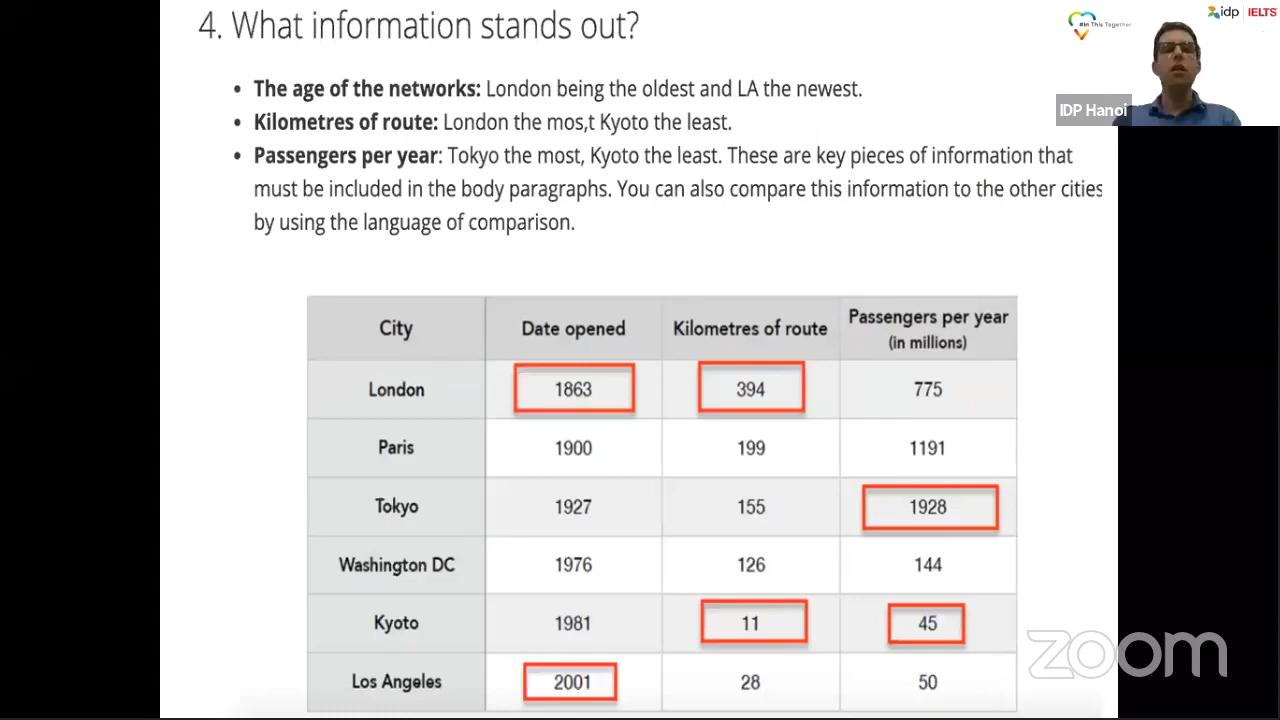 4. What information stands out?
#In This Together
idp | IELTS
IDP Hanoi
• The age of the networks: London being the oldest and LA the newest.
• Kilometres of route: London the mos,t Kyoto the least.
• Passengers per year: Tokyo the most, Kyoto the least. These are key pieces of information that
must be included in the body paragraphs. You can also compare this information to the other cities
by using the language of comparison.
City Date opened Kilometres of route Passengers per year
(in millions)
London 1863 394 775
Paris 1900 199 1191
Tokyo 1927 155 1928
Washington DC 1976 126 144
Kyoto 1981 11 45
Los Angeles 2001 28 50
zoom